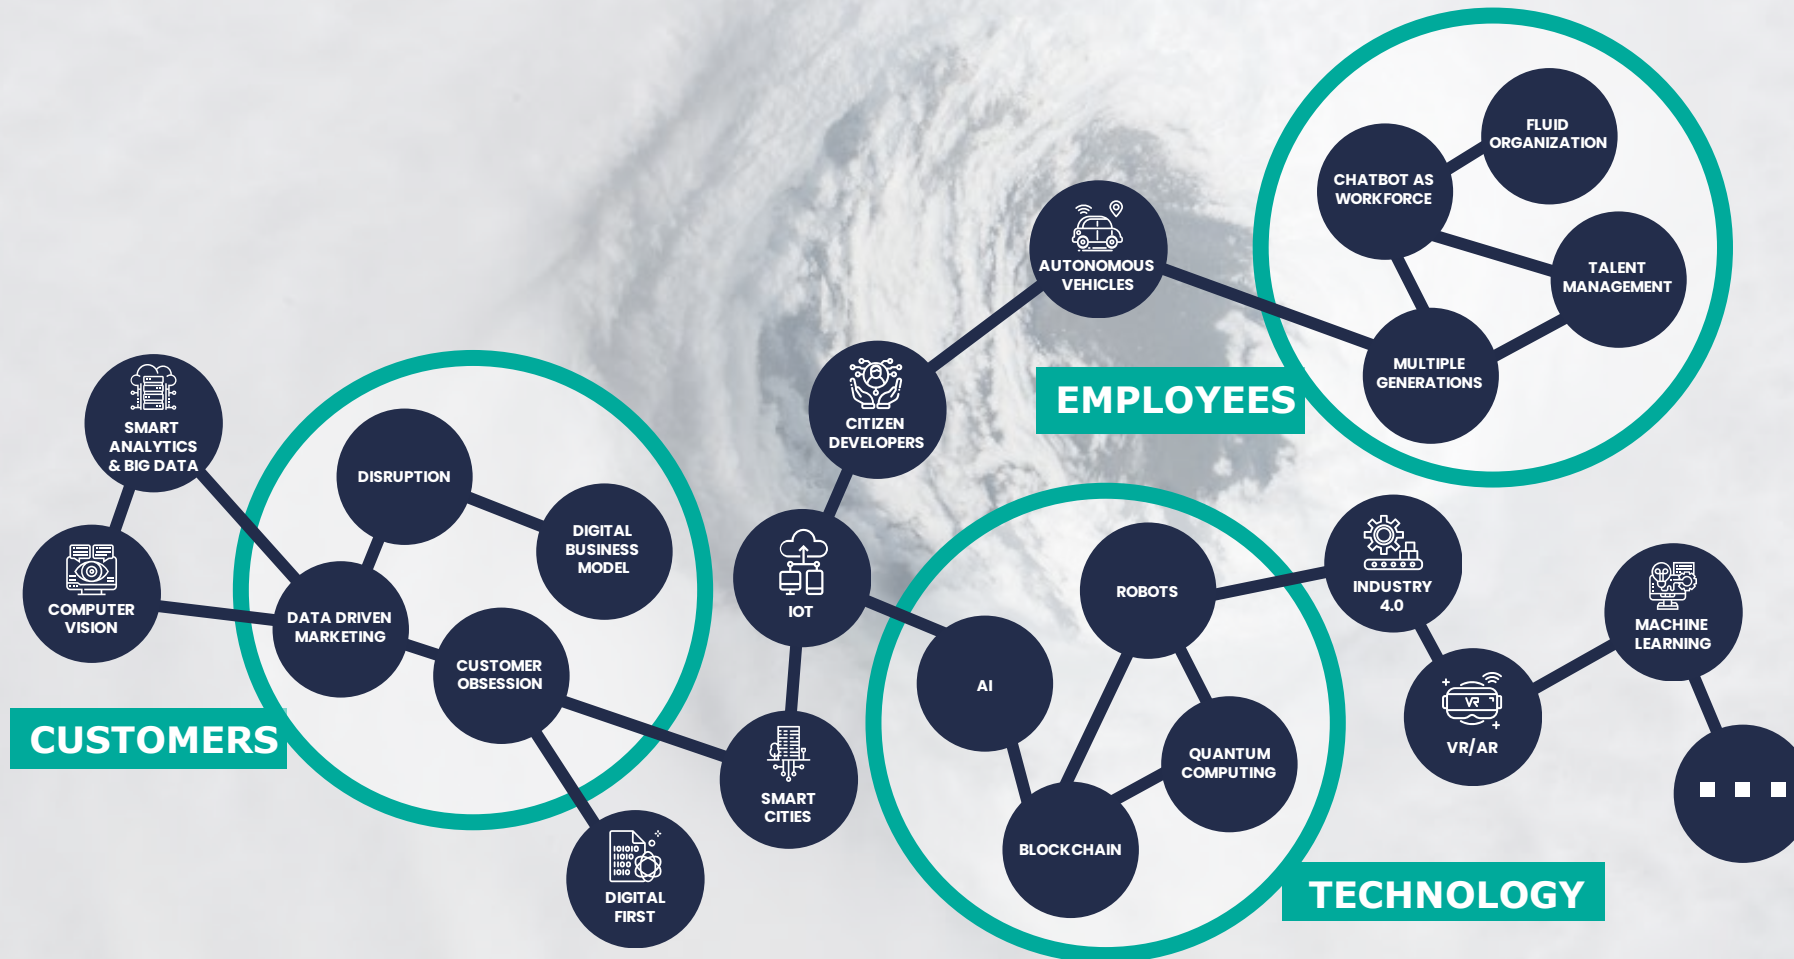 FLUID
ORGANIZATION
CHATBOT AS
WORKFORCE
TALENT
MANAGEMENT
MULTIPLE
GENERATIONS
EMPLOYEES
AUTONOMOUS
VEHICLES
CITIZEN
DEVELOPERS
SMART
ANALYTICS
& BIG DATA
COMPUTER
VISION
DISRUPTION
DIGITAL
BUSINESS
MODEL
DATA DRIVEN
MARKETING
CUSTOMER
OBSESSION
CUSTOMERS
IOT
SMART
CITIES
10101
DIGITAL
FIRST
ROBOTS
AI
QUANTUM
COMPUTING
BLOCKCHAIN
TECHNOLOGY
INDUSTRY
4.0
VR
VR/AR
MACHINE
LEARNING